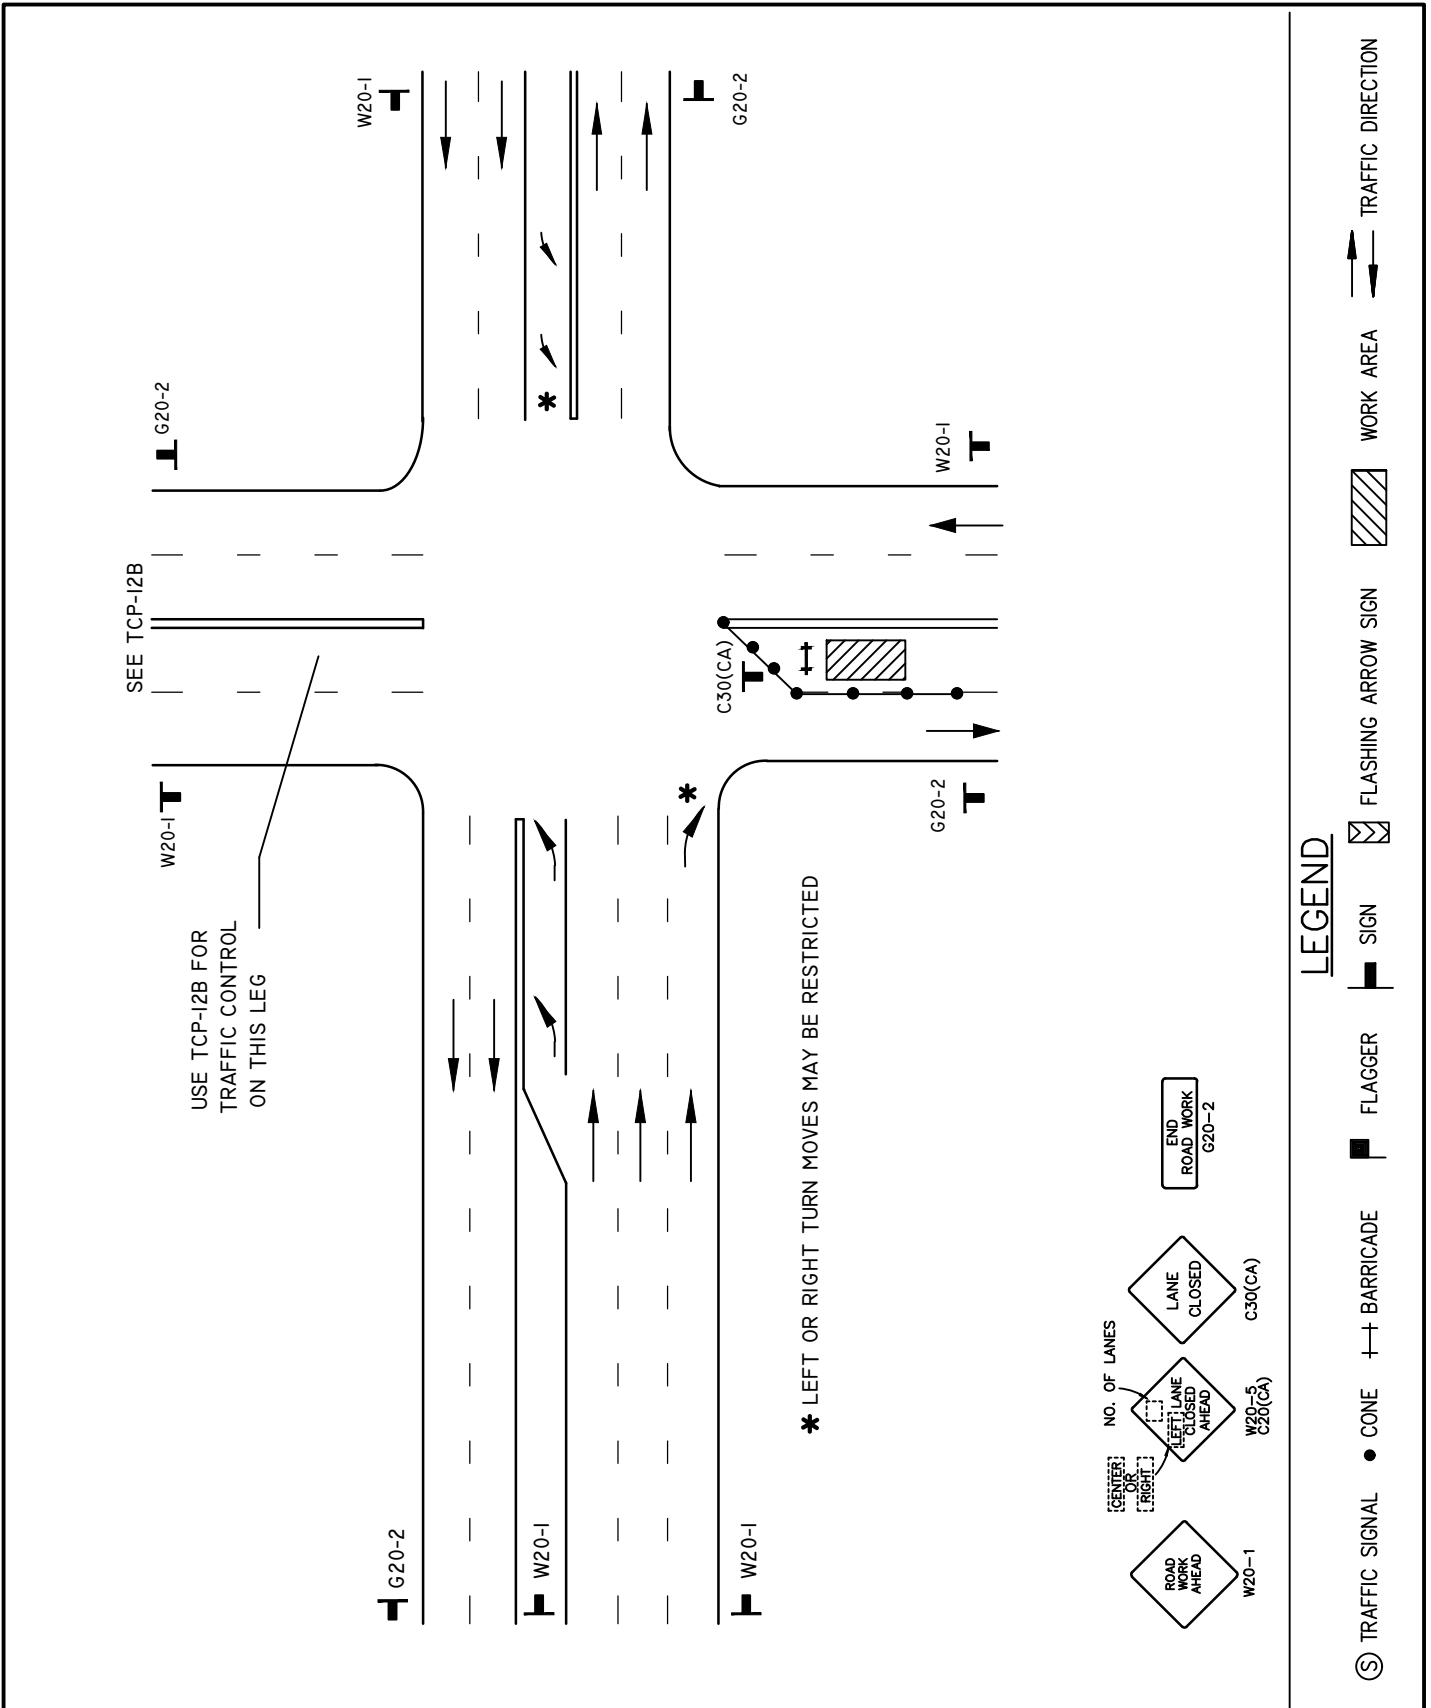 W20-1
G20-2
G20-2
W20-1
SEE TCP-12B
C30(CA)
W20-1
G20-2
USE TCP-12B FOR
TRAFFIC CONTROL
ON THIS LEG
* LEFT OR RIGHT TURN MOVES MAY BE RESTRICTED
G20-2
W20-1
W20-1
ROAD
WORK
AHEAD
W20-1
CENTER
OR
RIGHT
NO. OF LANES
LEFT LANE
CLOSED
AHEAD
W20-5
C20(CA)
LANE
CLOSED
C30(CA)
END
ROAD WORK
G20-2
LEGEND
S TRAFFIC SIGNAL
CONE
BARRICADE
FLAGGER
SIGN
FLASHING ARROW SIGN
WORK AREA
TRAFFIC DIRECTION